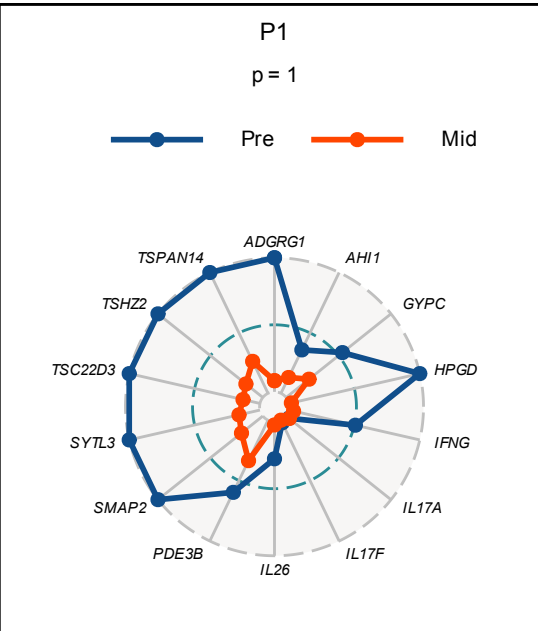 P1
p = 1
Pre
Mid
ADGRG1
AHI1
GYPC
HPGD
IFNG
IL17A
IL17F
IL26
PDE3B
SMAP2
SYTL3
TSC22D3
TSHZ2
TSPAN14